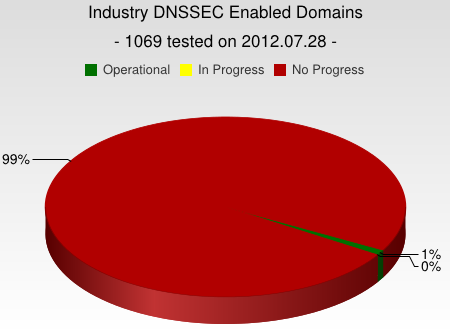 Industry DNSSEC Enabled Domains
- 1069 tested on 2012.07.28 -
Operational In Progress No Progress
99%
1%
0%